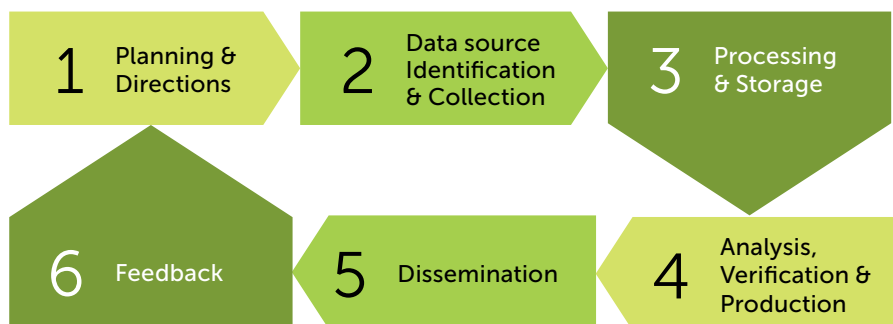 1
Planning &
Directions
2
Data source
Identification
& Collection
3
Processing
& Storage
4
Analysis,
Verification &
Production
5
Dissemination
6
Feedback